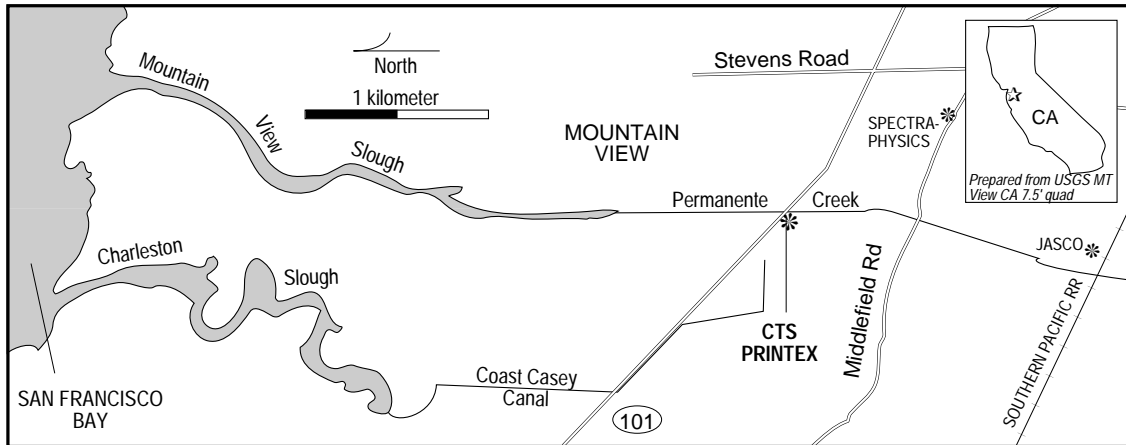 Mountain
View
Slough
North
1 kilometer
MOUNTAIN
VIEW
Stevens Road
SPECTRA-
PHYSICS
CA
Prepared from USGS MT
View CA 7.5' quad
Permanente Creek
JASCO
Charleston
Slough
CTS
PRINTEX
Middlefield Rd
SOUTHERN PACIFIC RR
Coast Casey
Canal
101
SAN FRANCISCO
BAY